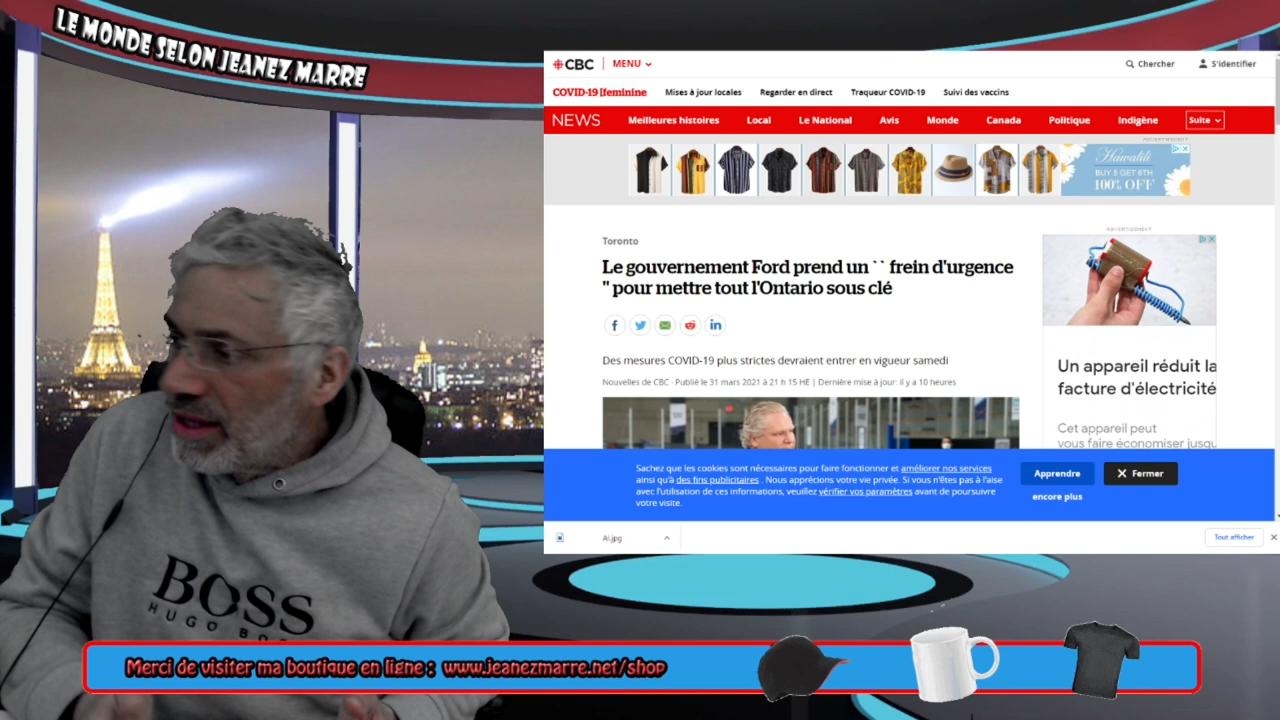 LE MONDE SELON JEANEZ MARRE
CBC MENU Chercher S'identifier
COVID-19 [feminine Mises à jour locales Regarder en direct Traqueur COVID-19 Suivi des vaccins
NEWS Meilleures histoires Local Le National Avis Monde Canada Politique Indigène Suite
ADVERTISEMENT
Hawalili
BUY 5 GET 6TH
100% OFF
Toronto
ADVERTISEMENT
Le gouvernement Ford prend un `` frein d'urgence
" pour mettre tout l'Ontario sous clé
Des mesures COVID-19 plus strictes devraient entrer en vigueur samedi
Nouvelles de CBC · Publié le 31 mars 2021 à 21 h 15 HE | Dernière mise à jour: il y a 10 heures
Un appareil réduit la
facture d'électricité
Cet appareil peut
vous faire économiser jusqu
Sachez que les cookies sont nécessaires pour faire fonctionner et améliorer nos services
ainsi qu'à des fins publicitaires . Nous apprécions votre vie privée. Si vous n'êtes pas à l'aise
avec l'utilisation de ces informations, veuillez vérifier vos paramètres avant de poursuivre
votre visite.
Apprendre
encore plus
Fermer
AI.jpg Tout afficher
BOSS
HUGO BO
Merci de visiter ma boutique en ligne : www.jeanezmarre.net/shop